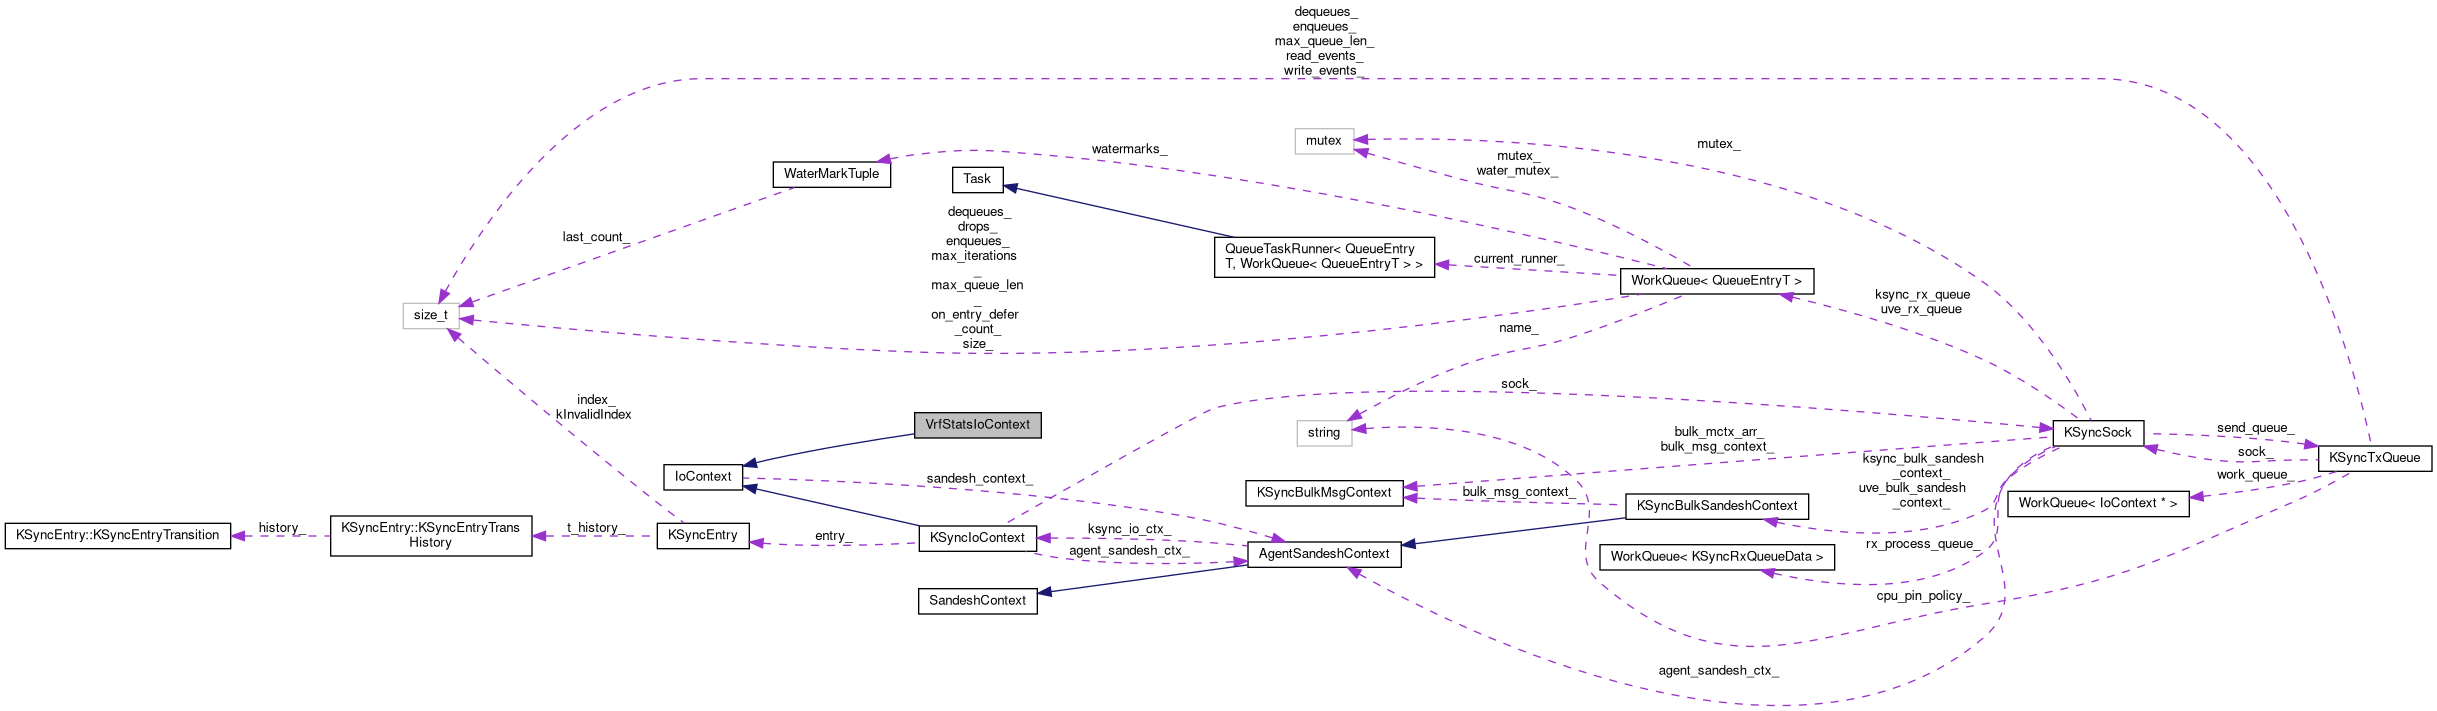 dequeues_
enqueues_
max_queue_len_
read_events_
write_events_
mutex
mutex_
watermarks_
mutex_
water_mutex_
WaterMarkTuple
Task
dequeues_
drops_
enqueues_
max_iterations
_
max_queue_len
_
on_entry_defer
_count_
size_
last_count_
QueueTaskRunner< QueueEntry
T, WorkQueue< QueueEntryT > >
current_runner_
WorkQueue< QueueEntryT >
ksync_rx_queue
uve_rx_queue
size_t
name_
index_
kInvalidIndex
sock_
VrfStatsIoContext
string
bulk_mctx_arr_
bulk_msg_context_
KSyncSock
send_queue_
sock_
KSyncTxQueue
work_queue_
IoContext
sandesh_context_
ksync_bulk_sandesh
_context_
uve_bulk_sandesh
_context_
KSyncBulkMsgContext
bulk_msg_context_
KSyncBulkSandeshContext
WorkQueue< IoContext * >
KSyncEntry::KSyncEntryTransition
history_
KSyncEntry::KSyncEntryTrans
History
t_history_
KSyncEntry
entry_
KSyncIoContext
ksync_io_ctx_
agent_sandesh_ctx_
AgentSandeshContext
rx_process_queue_
WorkQueue< KSyncRxQueueData >
SandeshContext
cpu_pin_policy_
agent_sandesh_ctx_